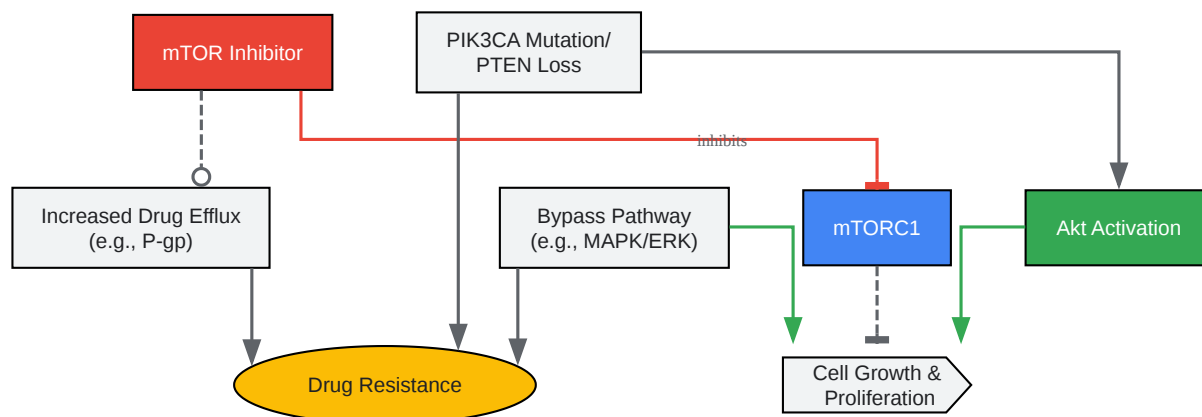 mTOR Inhibitor
PIK3CA Mutation/
PTEN Loss
inhibits
Increased Drug Efflux
(e.g., P-gp)
Bypass Pathway
(e.g., MAPK/ERK)
mTORC1
Akt Activation
Drug Resistance
Cell Growth &
Proliferation